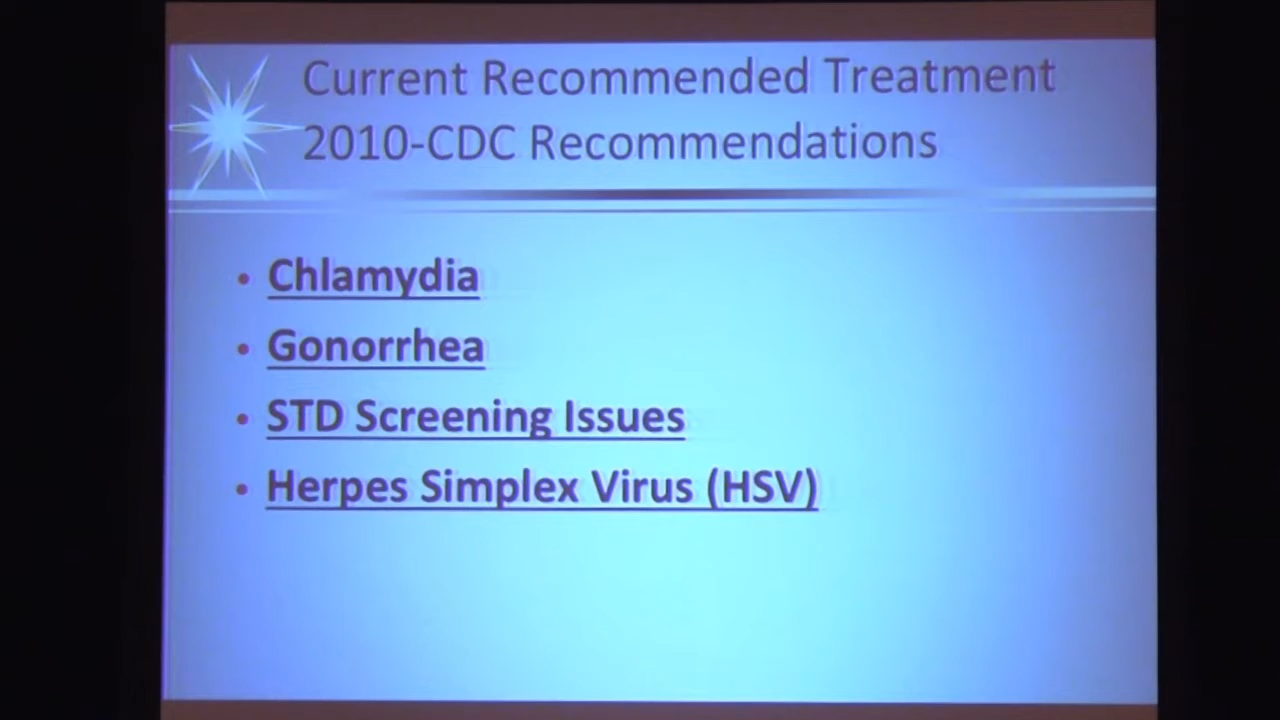 Current Recommended Treatment
2010-CDC Recommendations
• Chlamydia
• Gonorrhea
• STD Screening Issues
• Herpes Simplex Virus (HSV)